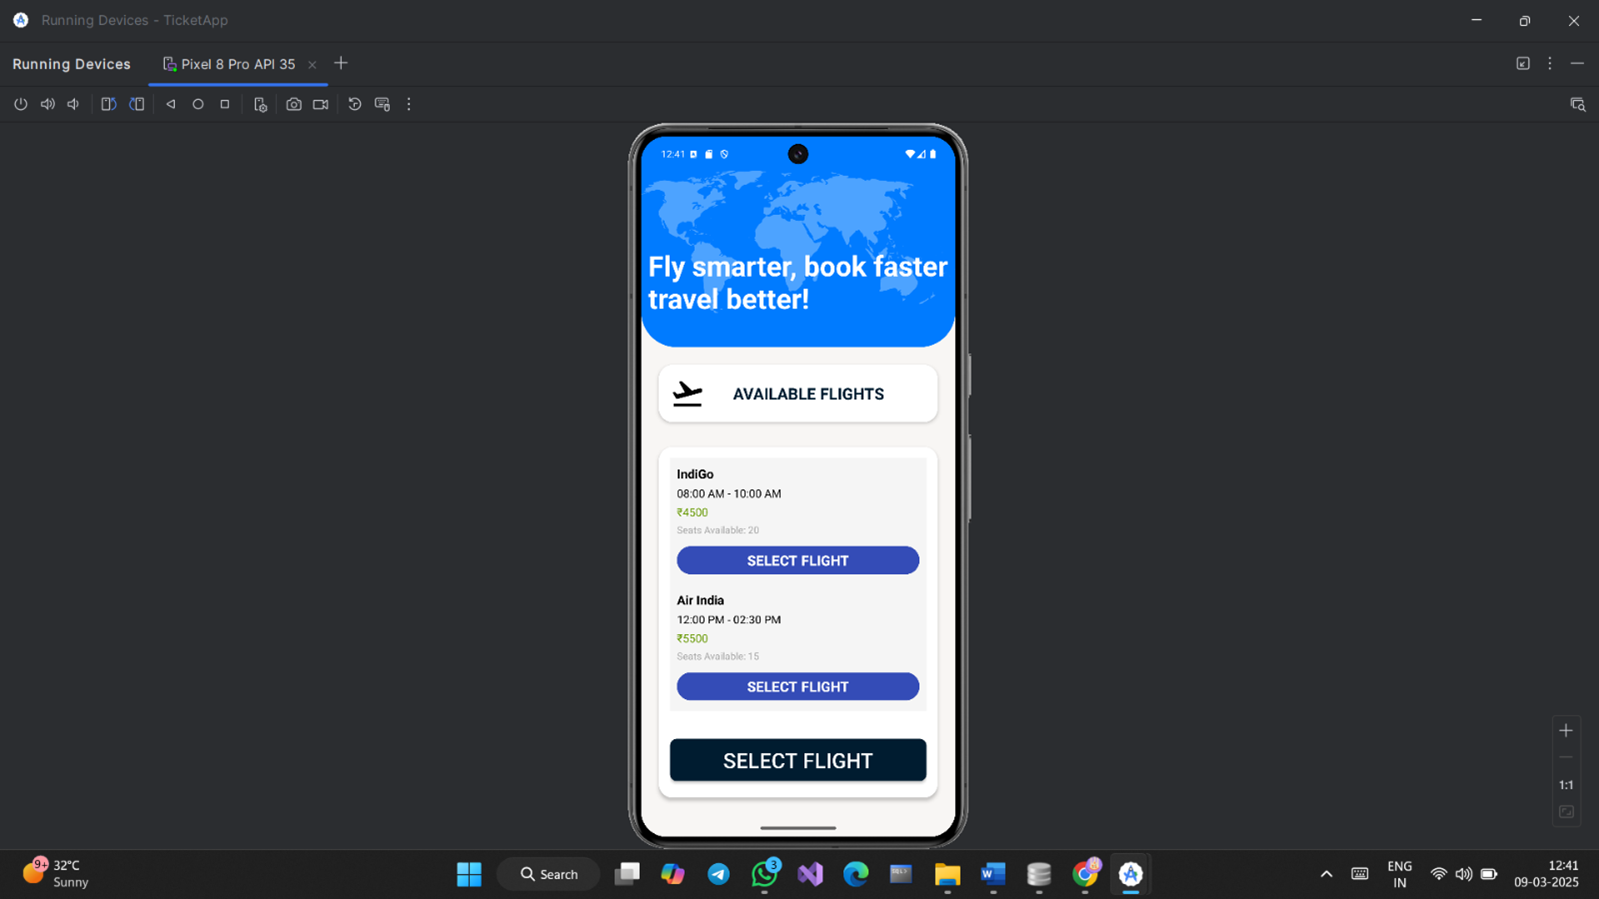 Running Devices - TicketApp
Running Devices
Pixel 8 Pro API 35
12:41
Fly smarter, book faster
travel better!
AVAILABLE FLIGHTS
IndiGo
08:00 AM - 10:00 AM
₹4500
Seats Available: 20
SELECT FLIGHT
Air India
12:00 PM - 02:30 PM
₹5500
Seats Available: 15
SELECT FLIGHT
SELECT FLIGHT
1:1
9+
32°C
Sunny
Search
3
ENG
IN
12:41
09-03-2025